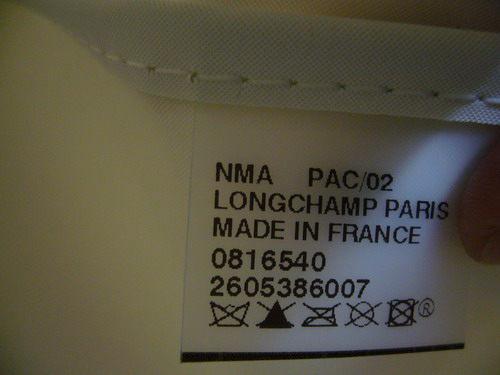 NMA PAC/02
LONGCHAMP PARIS
MADE IN FRANCE
0816540
2605386007
®